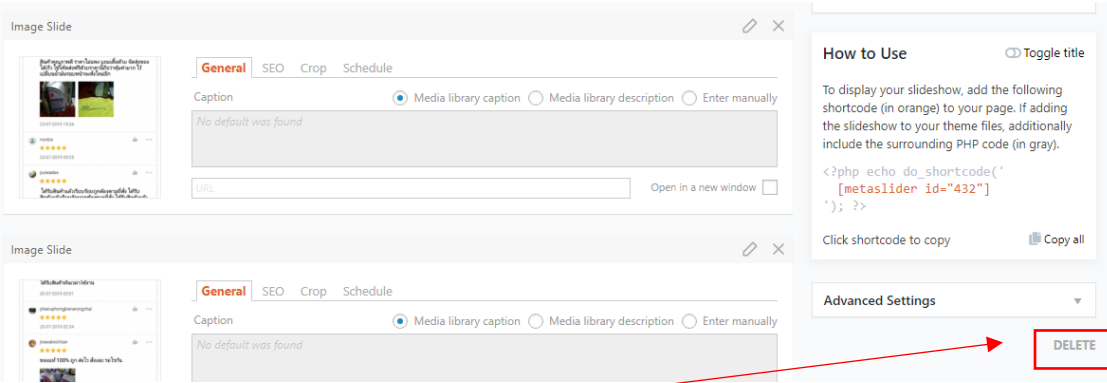 Image Slide
General SEO Crop Schedule
Caption
Media library caption Media library description Enter manually
No default was found
URL
Open in a new window
Image Slide
General SEO Crop Schedule
Caption
Media library caption Media library description Enter manually
No default was found
How to Use Toggle title
To display your slideshow, add the following
shortcode (in orange) to your page. If adding
the slideshow to your theme files, additionally
include the surrounding PHP code (in gray).
<?php echo do_shortcode('
[metaslider id="432"]
'); ?>
Click shortcode to copy Copy all
Advanced Settings
DELETE